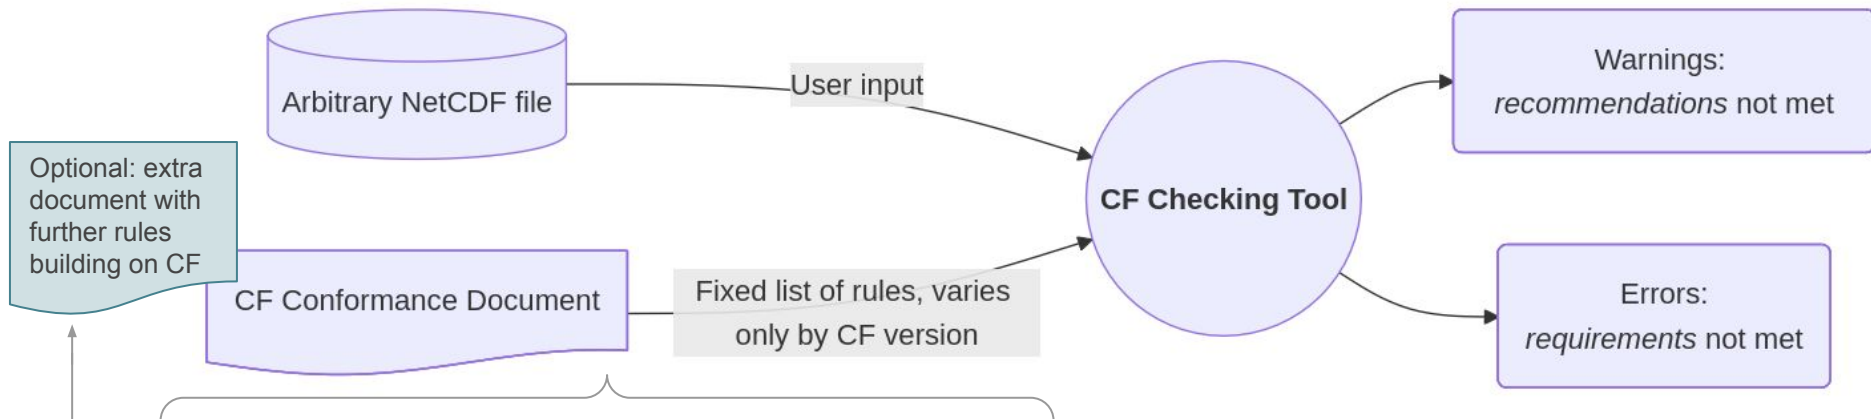 Arbitrary NetCDF file
User input
Warnings:
recommendations not met
Optional: extra
document with
further rules
building on CF
CF Checking Tool
CF Conformance Document
Fixed list of rules, varies
only by CF version
Errors:
requirements not met